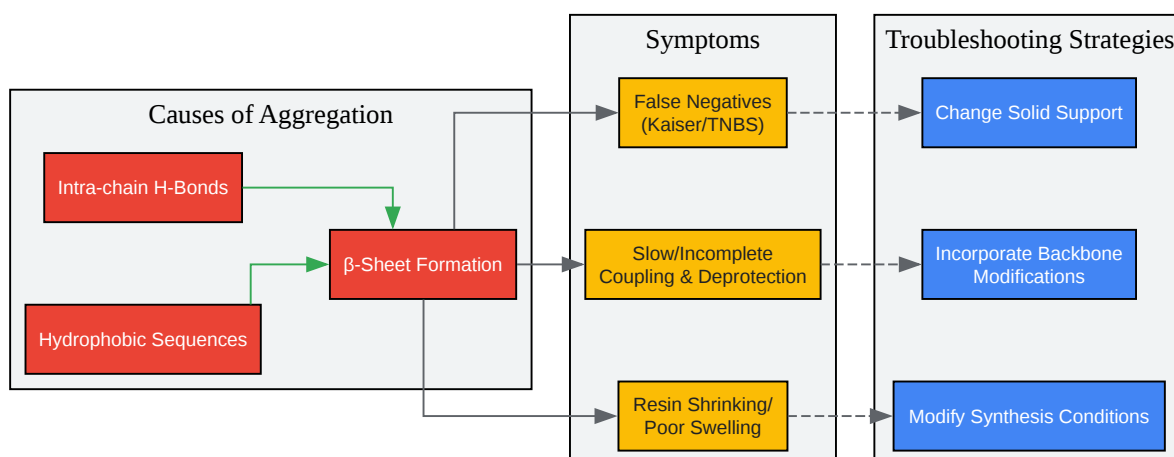 Causes of Aggregation
Intra-chain H-Bonds
β-Sheet Formation
Hydrophobic Sequences
Symptoms
False Negatives
(Kaiser/TNBS)
Slow/Incomplete
Coupling & Deprotection
Resin Shrinking/
Poor Swelling
Troubleshooting Strategies
Change Solid Support
Incorporate Backbone
Modifications
Modify Synthesis Conditions